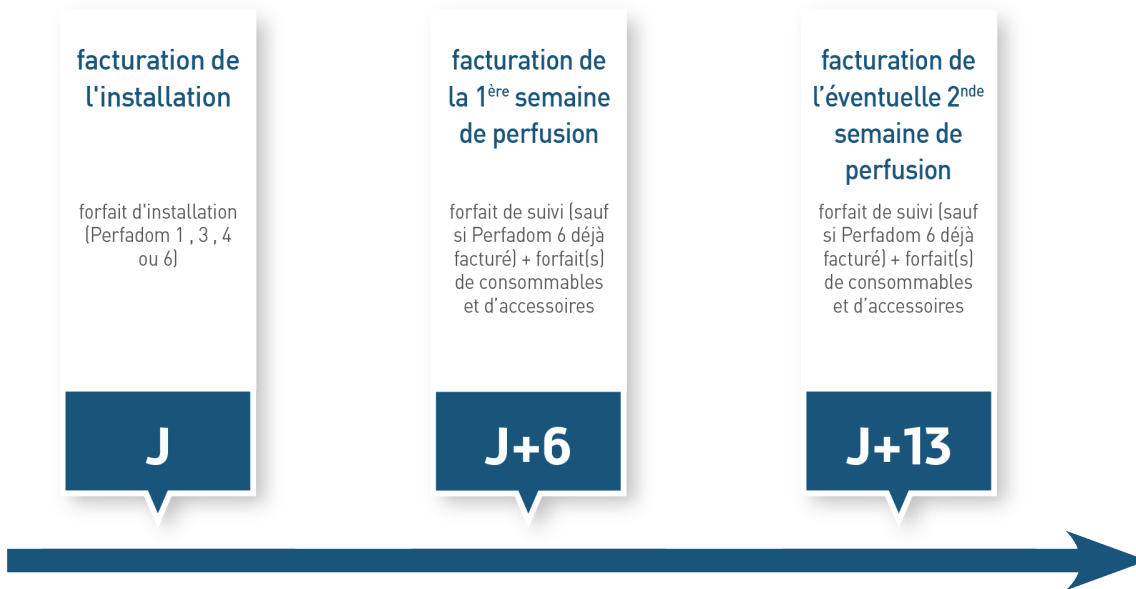 facturation de
l'installation
forfait d'installation
(Perfadom 1 , 3 , 4
ou 6)
J
facturation de
la 1ère semaine
de perfusion
forfait de suivi (sauf
si Perfadom 6 déjà
facturé) + forfait(s)
de consommables
et d’accessoires
J+6
facturation de
l’éventuelle 2nde
semaine de
perfusion
forfait de suivi (sauf
si Perfadom 6 déjà
facturé) + forfait(s)
de consommables
et d’accessoires
J+13